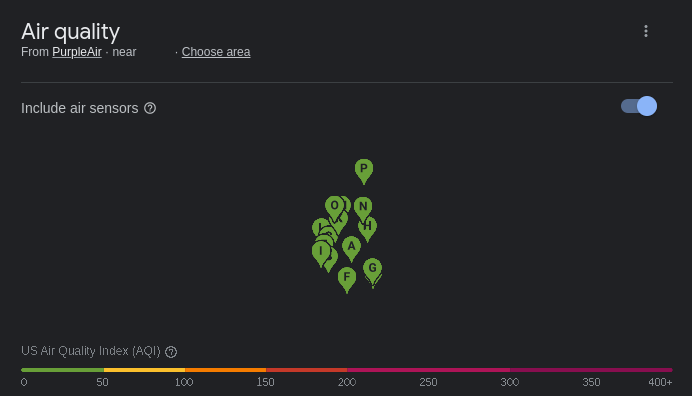 Air quality
From PurpleAir · near · Choose area
Include air sensors
P
O N
K H
A
I
G
F
US Air Quality Index (AQI)
0 50 100 150 200 250 300 350 400+